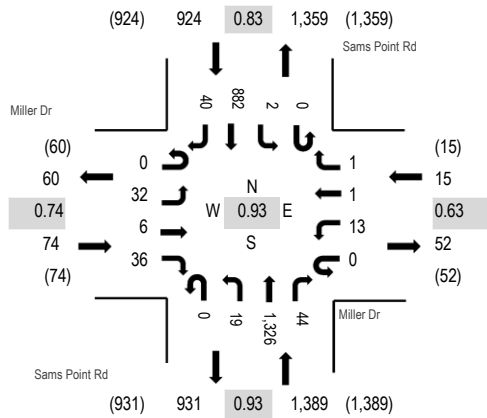 (924) 924 0.83 1,359 (1,359)
Sams Point Rd
Miller Dr
40 882 2 0
(60) (15)
0 1
60 15
32 N 1
0.74 W 0.93 E 0.63
6 13
74 S 52
36 0
(74) (52)
0 19 1,326 44
Miller Dr
Sams Point Rd
(931) 931 0.93 1,389 (1,389)